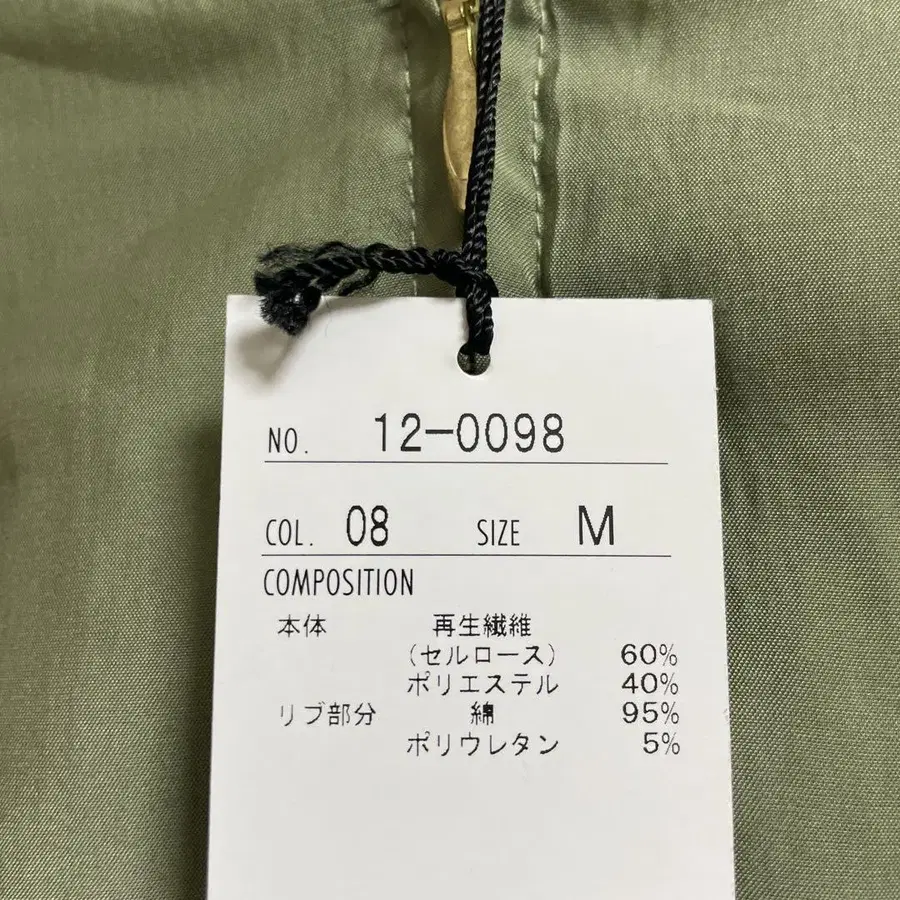 NO. 12-0098
COL. 08 SIZE M
COMPOSITION
本体 再生繊維
(セルロース) 60%
ポリエステル 40%
リブ部分 綿 95%
ポリウレタン 5%